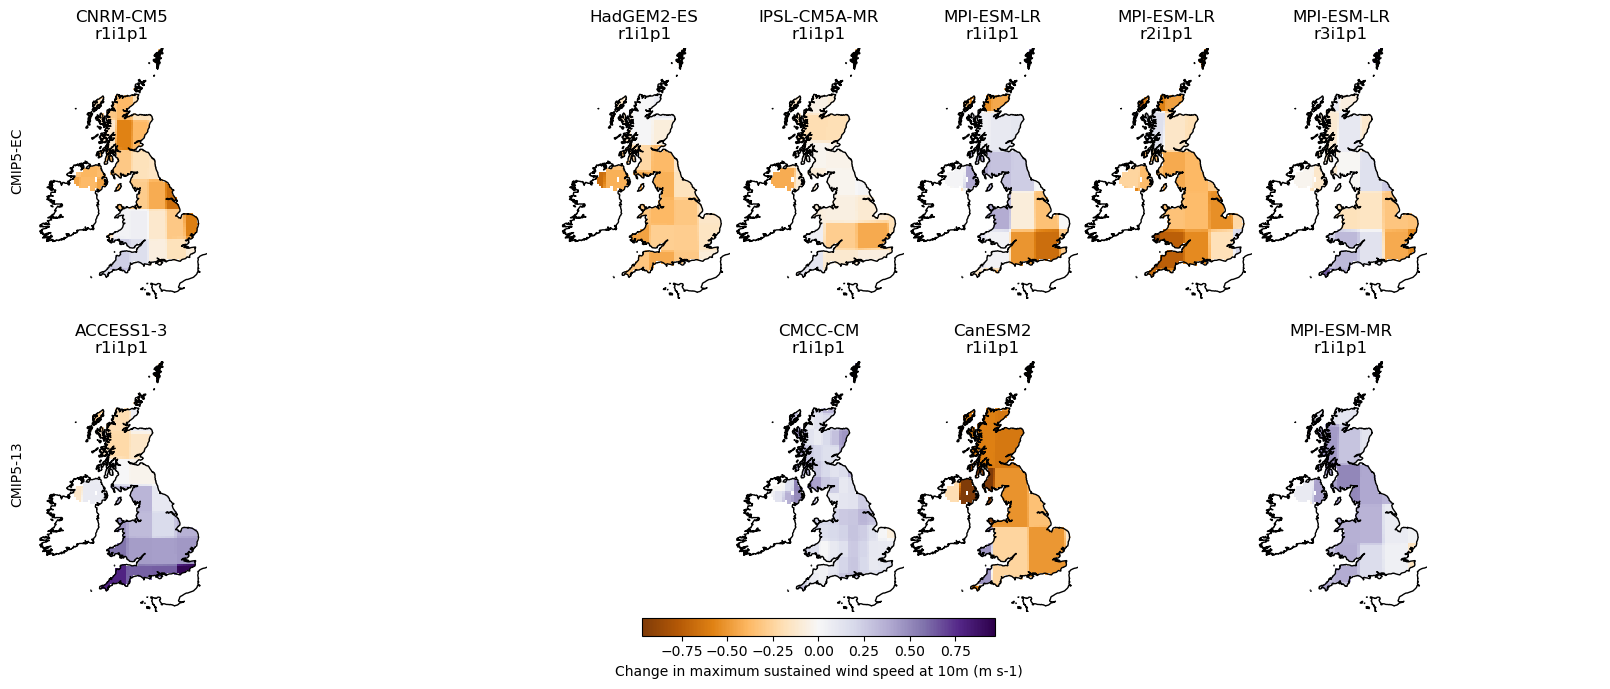 CNRM-CM5
r1i1p1
HadGEM2-ES
r1i1p1
IPSL-CM5A-MR
r1i1p1
MPI-ESM-LR
r1i1p1
MPI-ESM-LR
r2i1p1
MPI-ESM-LR
r3i1p1
CMIP5-EC
ACCESS1-3
r1i1p1
CMCC-CM
r1i1p1
CanESM2
r1i1p1
MPI-ESM-MR
r1i1p1
CMIP5-13
−0.75 −0.50 −0.25 0.00 0.25 0.50 0.75
Change in maximum sustained wind speed at 10m (m s-1)